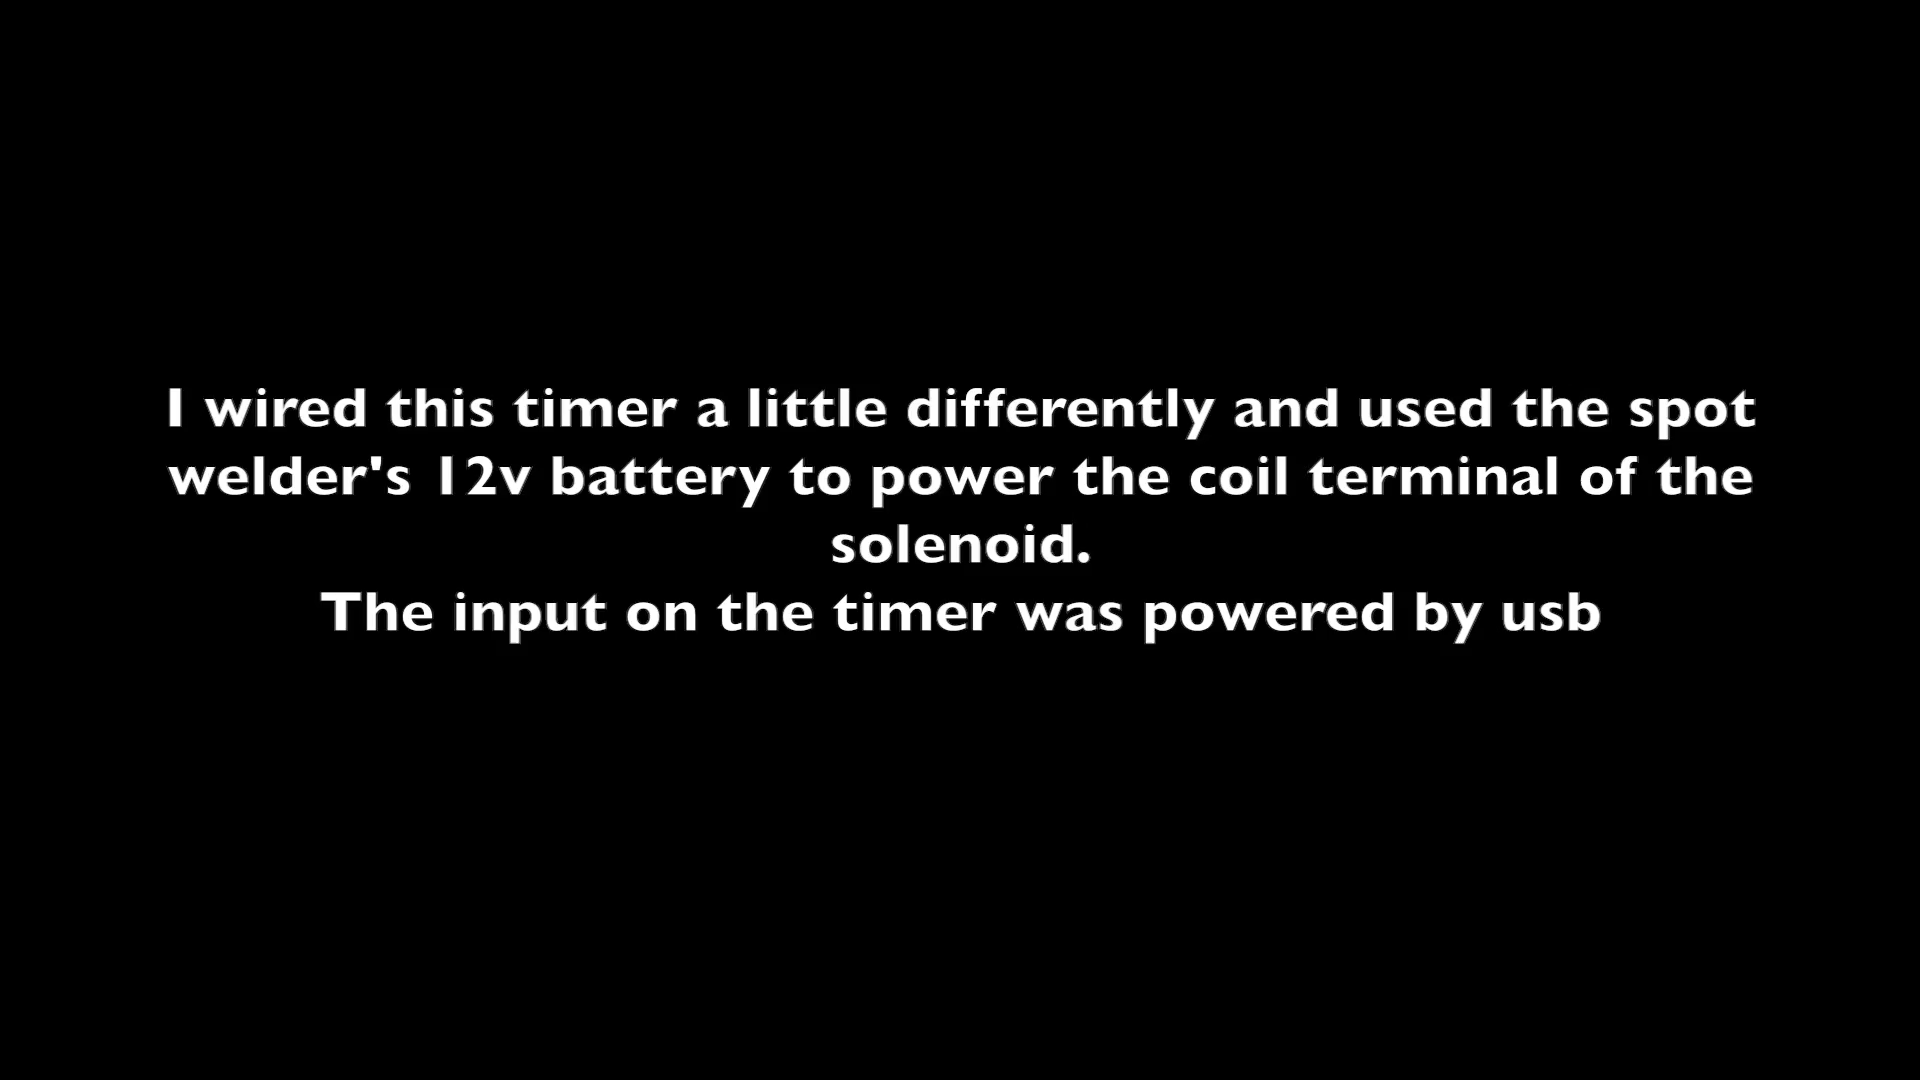 I wired this timer a little differently and used the spot
welder's 12v battery to power the coil terminal of the
solenoid.
The input on the timer was powered by usb